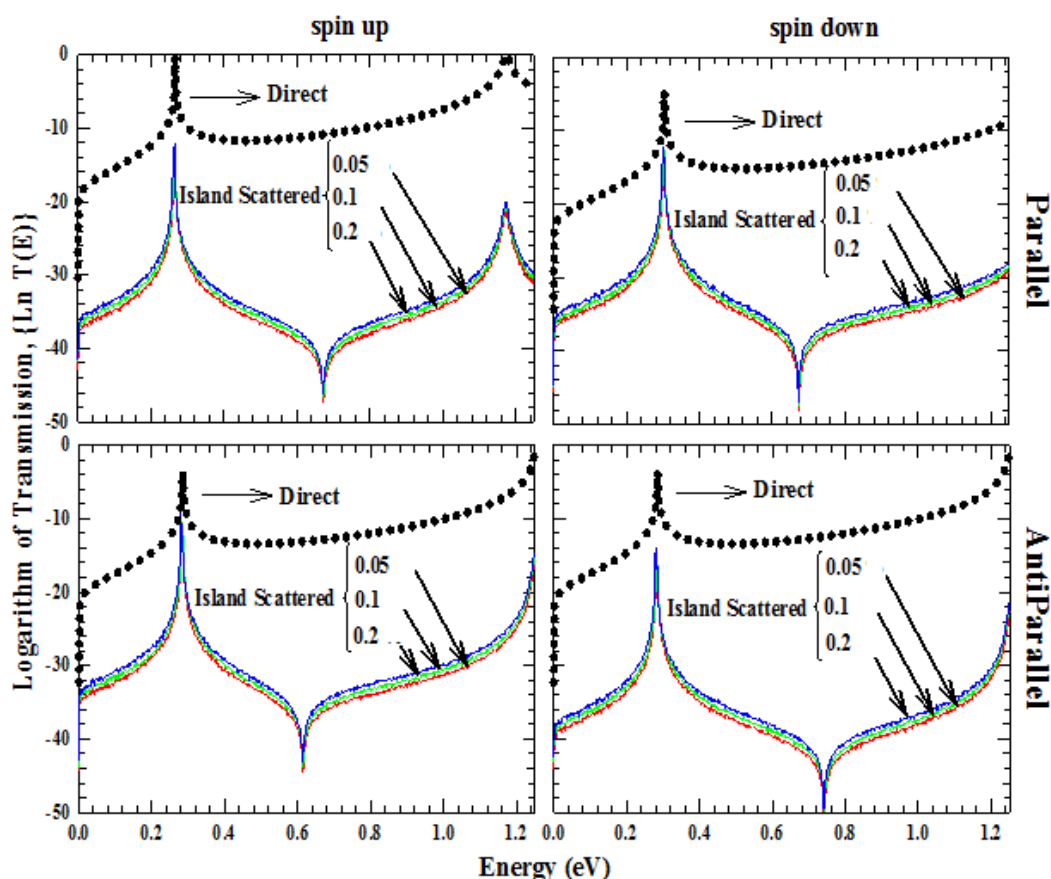 spin up
spin down
Logarithm of Transmission, {Ln T(E)}
0
-10
-20
-30
-40
-50
Direct
Island Scattered
0.05
0.1
0.2
Direct
Island Scattered
0.05
0.1
0.2
Parallel
0
-10
-20
-30
-40
-50
Direct
Island Scattered
0.05
0.1
0.2
0.0 0.2 0.4 0.6 0.8 1.0 1.2
Direct
Island Scattered
0.05
0.1
0.2
0.0 0.2 0.4 0.6 0.8 1.0 1.2
AntiParallel
Energy (eV)